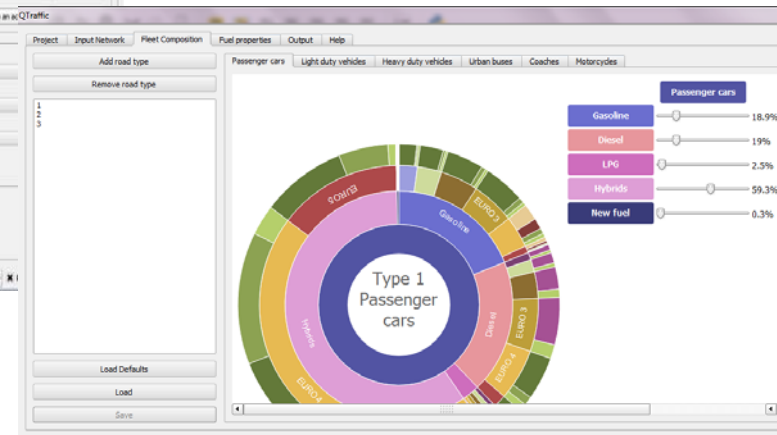 QTraffic
Project Input Network Fleet Composition Fuel properties Output Help
Add road type
Remove road type
1
2
3
Load Defaults
Load
Save
Passenger cars Light duty vehicles Heavy duty vehicles Urban buses Coaches Motorcycles
Passenger cars
Gasoline 18.9%
Diesel 19%
LPG 2.5%
Hybrids 59.3%
New fuel 0.3%
Type 1
Passenger
cars
Gasoline
Diesel
Hybrids
EURO 5
EURO 4
EURO 3
EURO 4